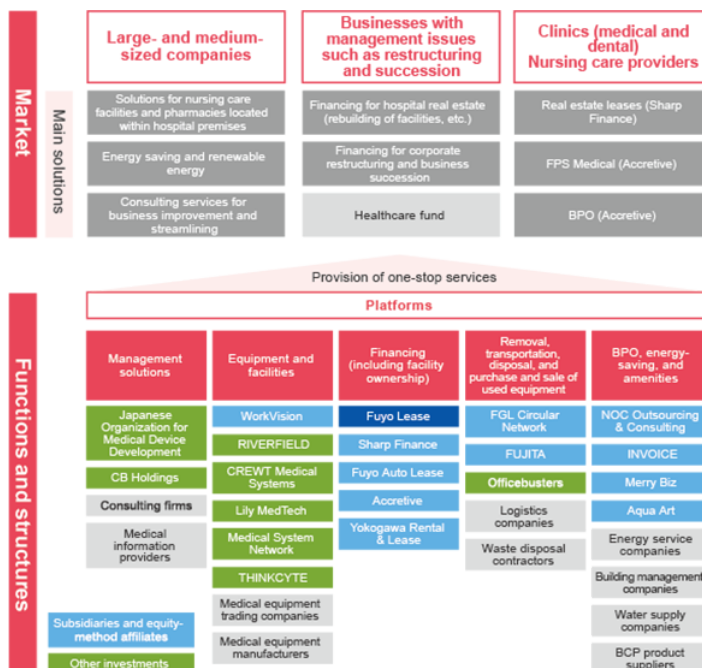 Market
Main solutions
Large- and medium-
sized companies
Businesses with
management issues
such as restructuring
and succession
Clinics (medical and
dental)
Nursing care providers
Solutions for nursing care
facilities and pharmacies located
within hospital premises
Energy saving and renewable
energy
Consulting services for
business improvement and
streamlining
Financing for hospital real estate
(rebuilding of facilities, etc.)
Financing for corporate
restructuring and business
succession
Healthcare fund
Real estate leases (Sharp
Finance)
FPS Medical (Accretive)
BPO (Accretive)
Provision of one-stop services
Functions and structures
Platforms
Management
solutions
Japanese
Organization for
Medical Device
Development
CB Holdings
Consulting firms
Medical
information
providers
Equipment and
facilities
WorkVision
RIVERFIELD
CREWT Medical
Systems
Lily MedTech
Medical System
Network
THINKCYTE
Medical equipment
trading companies
Medical equipment
manufacturers
Financing
(including facility
ownership)
Fuyo Lease
Sharp Finance
Fuyo Auto Lease
Accretive
Yokogawa Rental
& Lease
Removal,
transportation,
disposal, and
purchase and sale of
used equipment
FGL Circular
Network
FUJITA
Officebusters
Logistics
companies
Waste disposal
contractors
BPO, energy-
saving, and
amenities
NOC Outsourcing
& Consulting
INVOICE
Merry Biz
Aqua Art
Energy service
companies
Building management
companies
Water supply
companies
BCP product
suppliers
Subsidiaries and equity-
method affiliates
Other investments